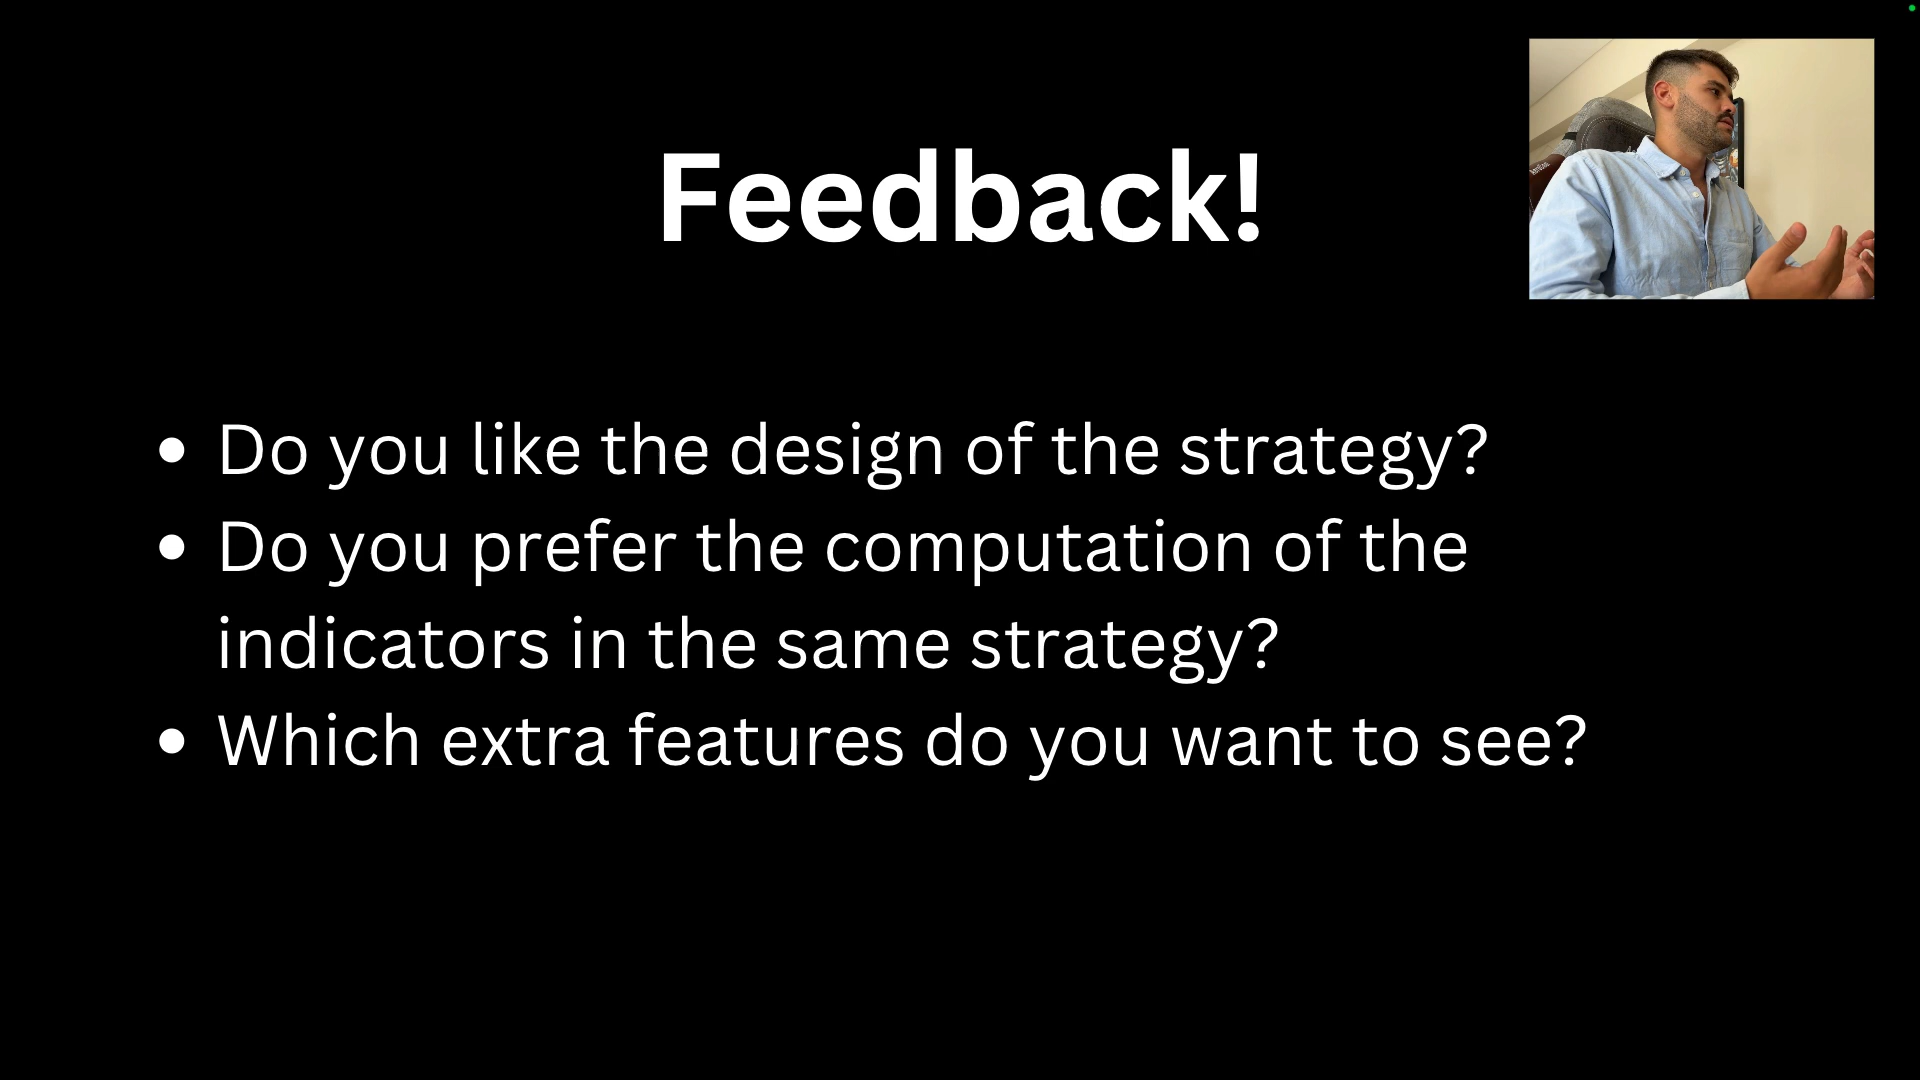 Feedback!
Do you like the design of the strategy?
Do you prefer the computation of the
indicators in the same strategy?
Which extra features do you want to see?